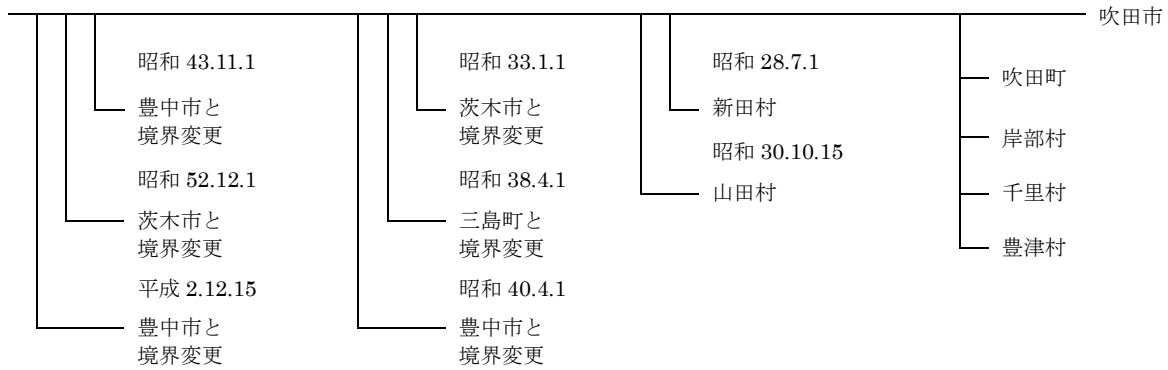 吹田市
昭和 43.11.1
豊中市と
境界変更
昭和 52.12.1
茨木市と
境界変更
平成 2.12.15
豊中市と
境界変更
昭和 33.1.1
茨木市と
境界変更
昭和 38.4.1
三島町と
境界変更
昭和 40.4.1
豊中市と
境界変更
昭和 28.7.1
新田村
昭和 30.10.15
山田村
吹田町
岸部村
千里村
豊津村